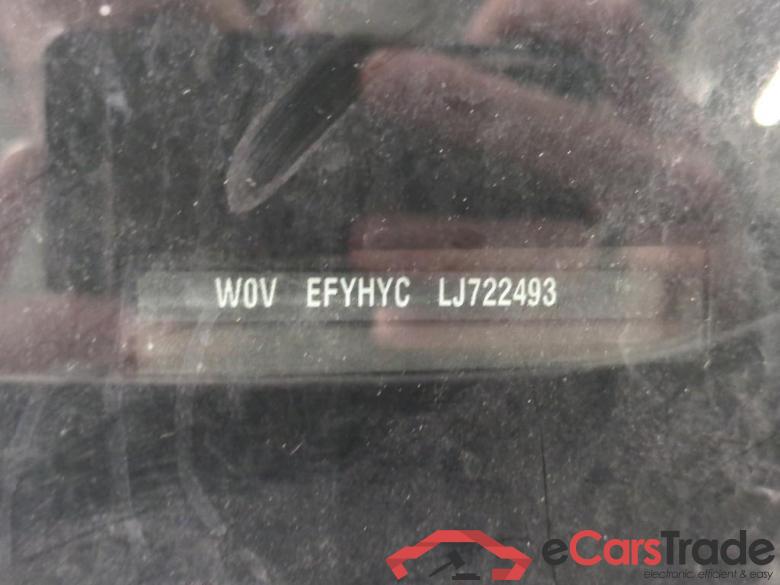 W0V EFYHYC LJ722493
eCarsTrade
electronic, efficient & easy